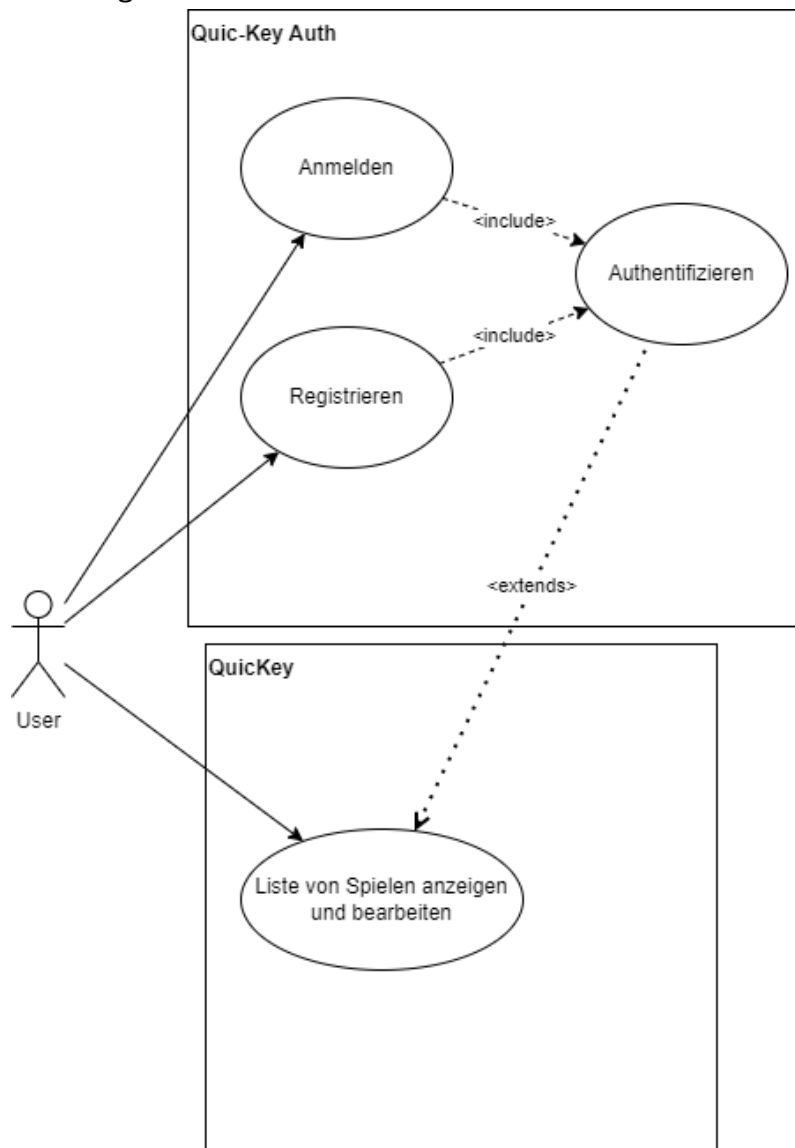 Quic-Key Auth
Anmelden
<include>
Authentifizieren
<include>
Registrieren
<extends>
User
QuicKey
Liste von Spielen anzeigen
und bearbeiten